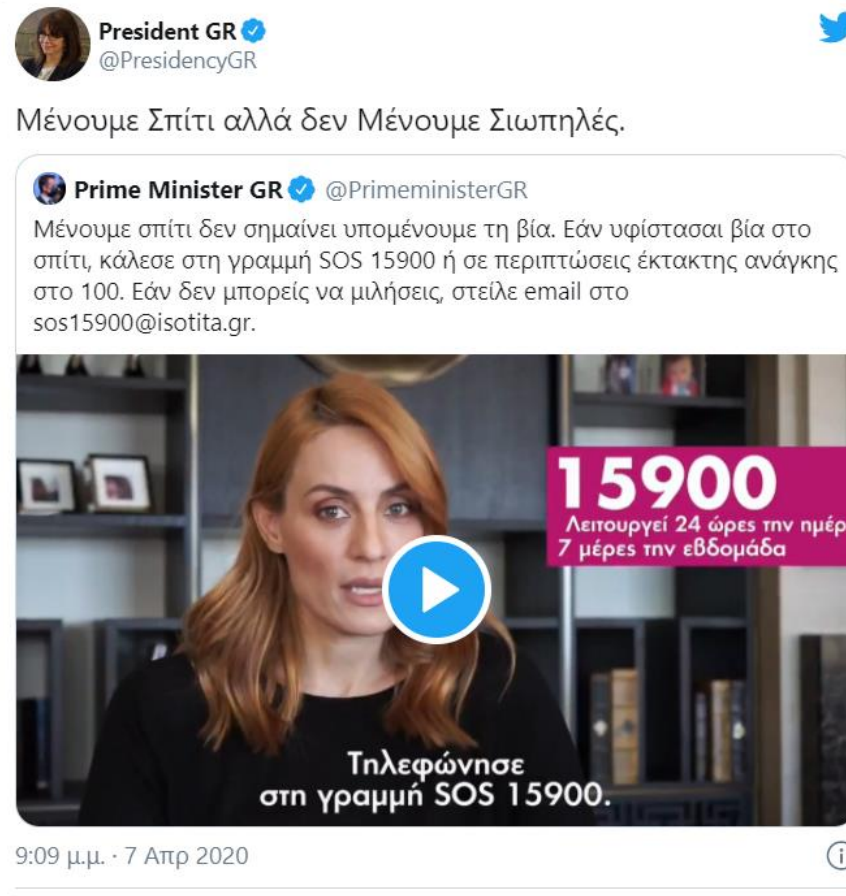 President GR
@PresidencyGR
Μένουμε Σπίτι αλλά δεν Μένουμε Σιωπηλές.
Prime Minister GR @PrimeministerGR
Μένουμε σπίτι δεν σημαίνει υπομένουμε τη βία. Εάν υφίστασαι βία στο
σπίτι, κάλεσε στη γραμμή SOS 15900 ή σε περιπτώσεις έκτακτης ανάγκης
στο 100. Εάν δεν μπορείς να μιλήσεις, στείλε email στο
sos15900@isotita.gr.
15900
Λειτουργεί 24 ώρες την ημέρ
7 μέρες την εβδομάδα
Τηλεφώνησε
στη γραμμή SOS 15900.
9:09 μ.μ. · 7 Απρ 2020